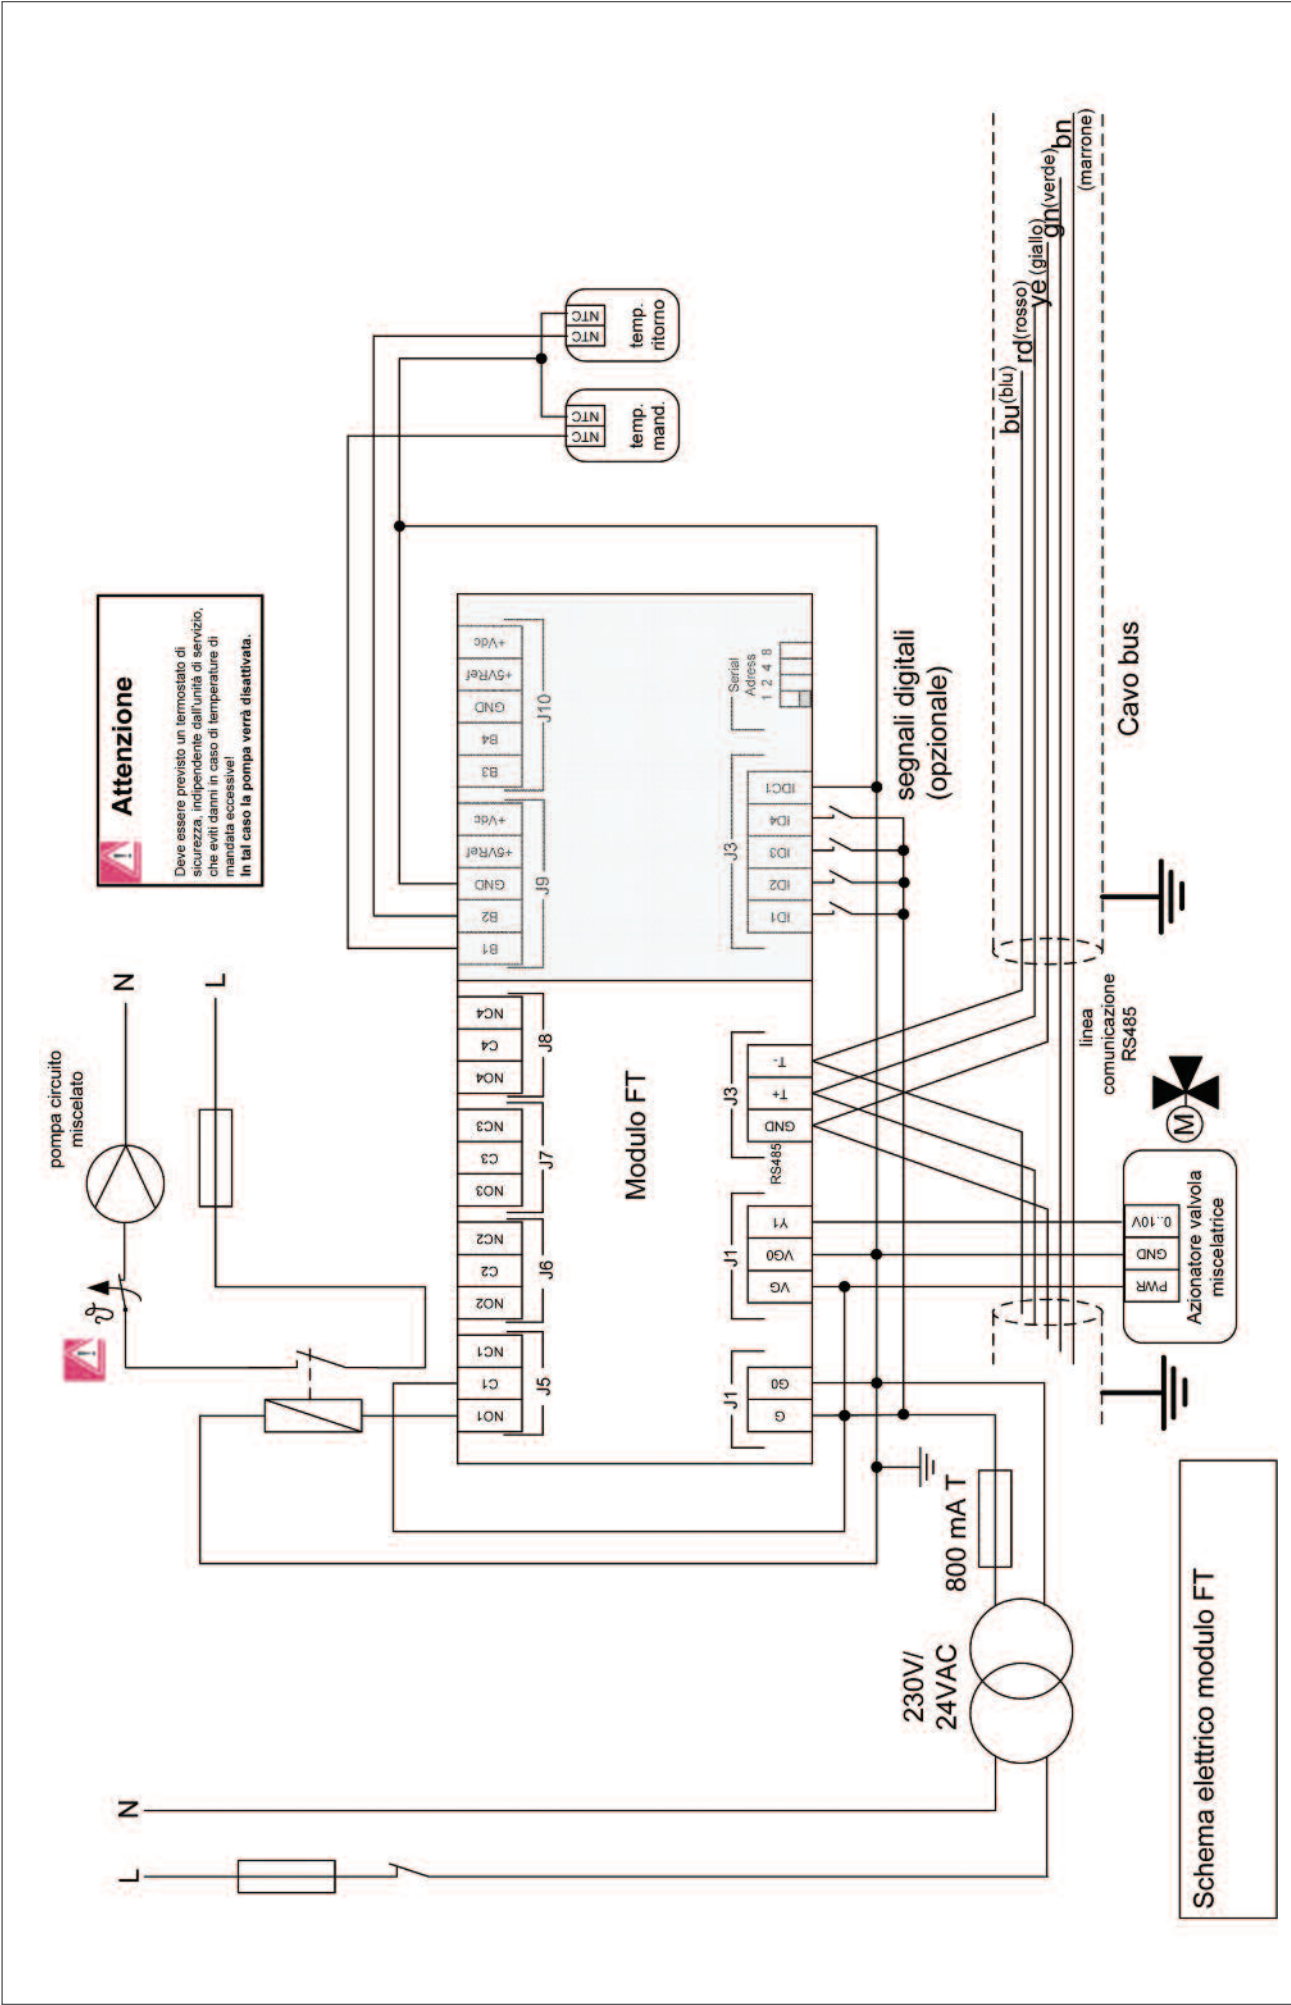 L
N
230V/
24VAC
800 mA T
pompa circuito
miscelato
N
L
ϑ
Attenzione
Deve essere previsto un termostato di
sicurezza, indipendente dall'unità di servizio,
che eviti danni in caso di temperature di
mandata eccessive!
In tal caso la pompa verrà disattivata.
NO1
C1
NC1
J5
NO2
C2
NC2
J6
NO3
C3
NC3
J7
NO4
C4
NC4
J8
B1
B2
GND
+5VRef
+Vdc
J9
B3
B4
GND
+5VRef
+Vdc
J10
Modulo FT
J1
G
G0
J1
VG
VG0
Y1
RS485
J3
GND
T+
T-
J3
ID1
ID2
ID3
ID4
IDC1
Serial
Adress
1 2 4 8
NTC
NTC
temp.
mand.
NTC
NTC
temp.
ritorno
segnali digitali
(opzionale)
bu(blu)
rd(rosso)
ye(giallo)
gn(verde)
bn
(marrone)
Cavo bus
linea
comunicazione
RS485
PWR
GND
0..10V
Azionatore valvola
miscelatrice
M
Schema elettrico modulo FT